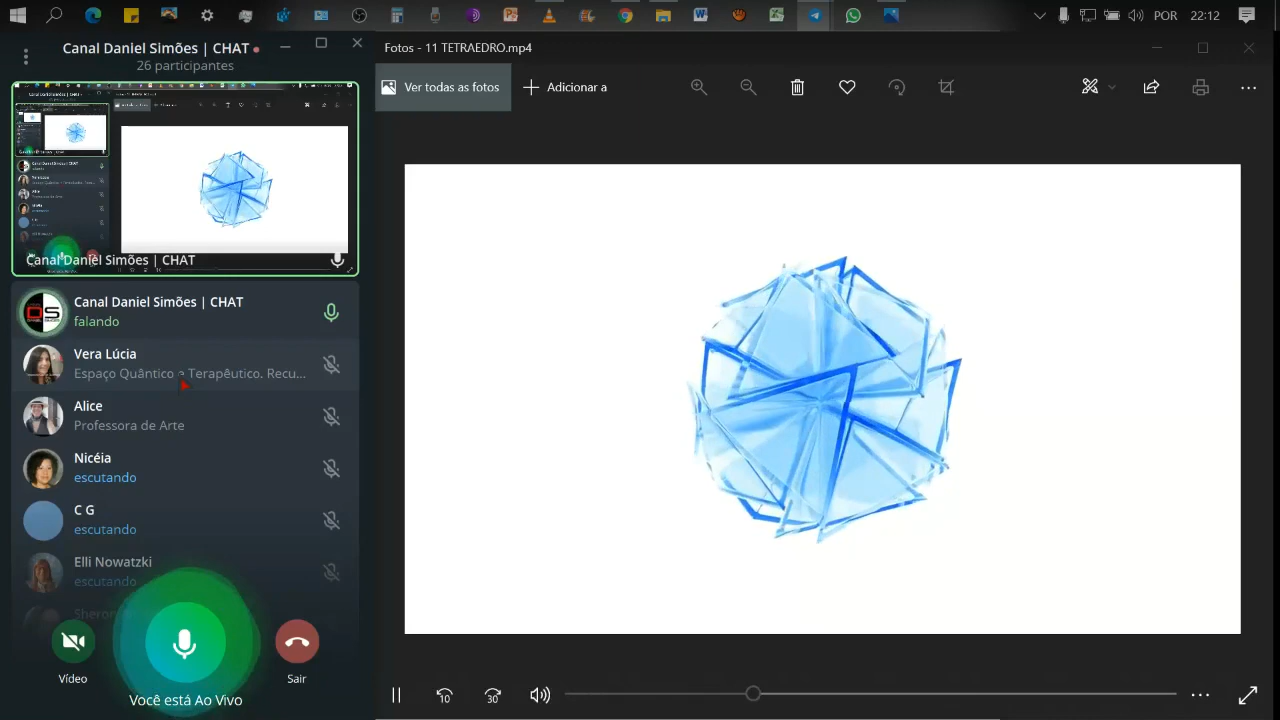 POR 22:12
Canal Daniel Simões | CHAT
26 participantes
Canal Daniel Simões | CHAT
Canal Daniel Simões | CHAT
falando
Vera Lúcia
Espaço Quântico e Terapêutico. Recu...
Alice
Professora de Arte
Nicéia
escutando
C G
escutando
Elli Nowatzki
escutando
Vídeo
Sair
Você está Ao Vivo
Fotos - 11 TETRAEDRO.mp4
Ver todas as fotos
Adicionar a
10
30